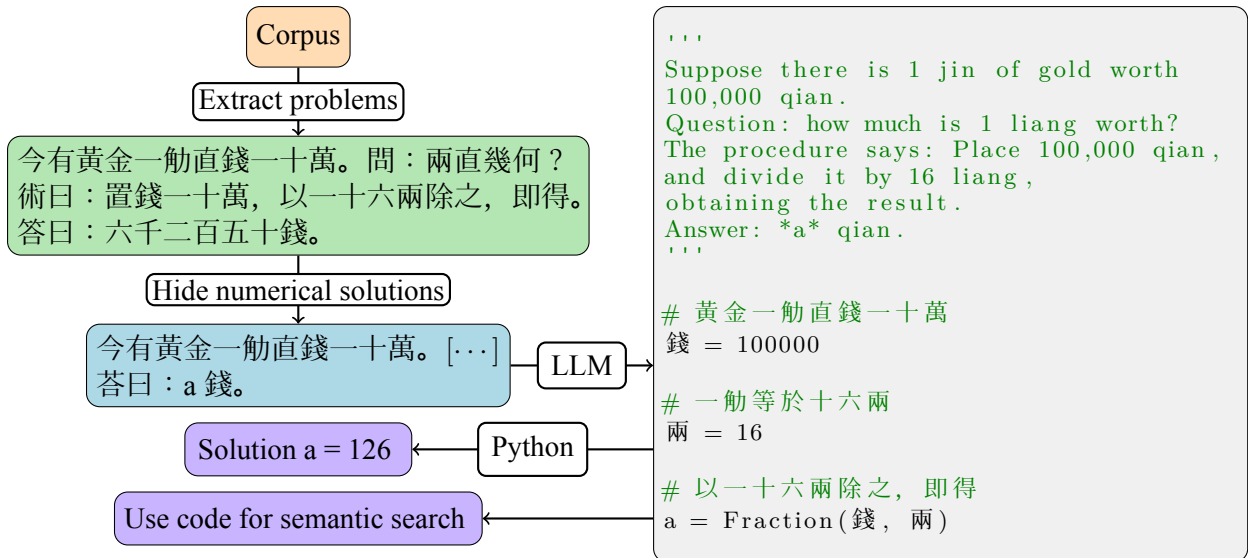 Corpus
Extract problems
今有黃金一觔直錢一十萬。問：兩直幾何？
術曰：置錢一十萬，以一十六兩除之，即得。
答曰：六千二百五十錢。
Hide numerical solutions
今有黃金一觔直錢一十萬。[···]
荅曰：a 錢。
LLM
Python
Solution a = 126
Use code for semantic search
'''
Suppose there is 1 jin of gold worth
100,000 qian.
Question: how much is 1 liang worth?
The procedure says: Place 100,000 qian,
and divide it by 16 liang,
obtaining the result.
Answer: *a* qian.
'''
# 黃金一觔直錢一十萬
錢 = 100000
# 一觔等於十六兩
兩 = 16
# 以一十六兩除之，即得
a = Fraction(錢, 兩)